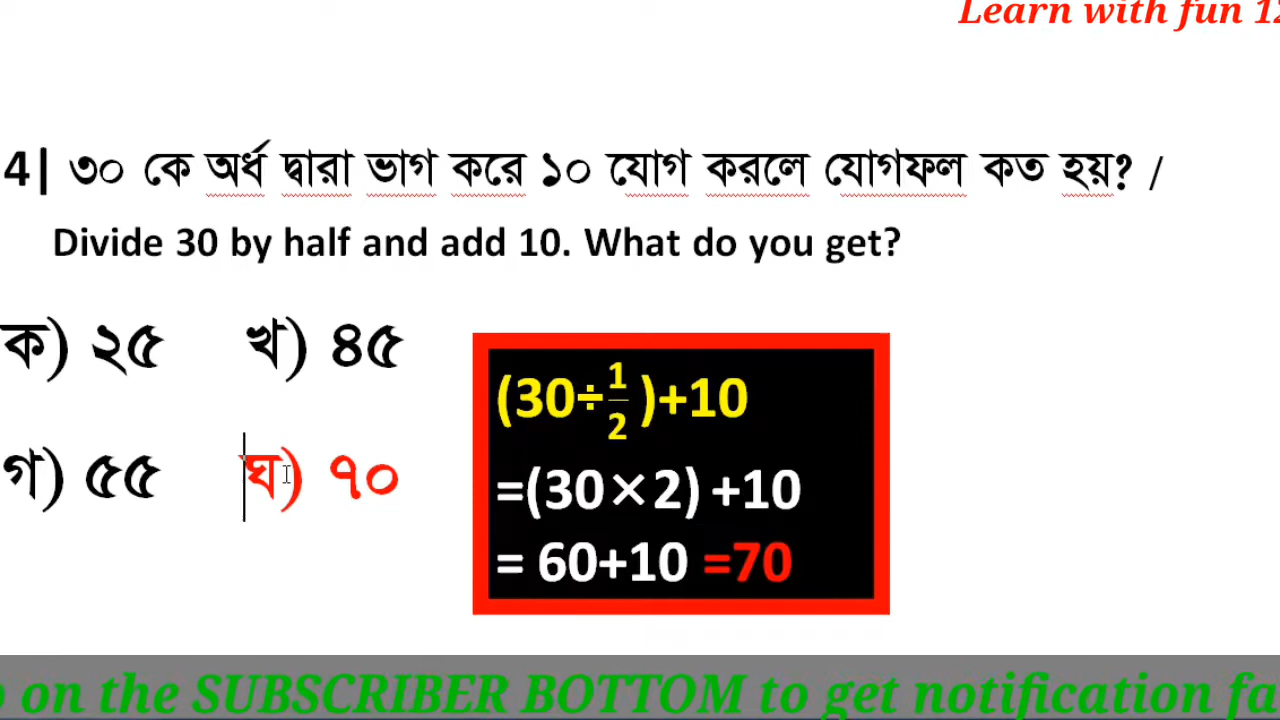 Learn with fun 12
4| ৩০ কে অর্ধ দ্বারা ভাগ করে ১০ যোগ করলে যোগফল কত হয়? /
Divide 30 by half and add 10. What do you get?
ক) ২৫ খ) ৪৫
গ) ৫৫ ঘ) ৭০
(30÷1/2)+10
=(30×2) +10
= 60+10 =70
on the SUBSCRIBER BOTTOM to get notification fa